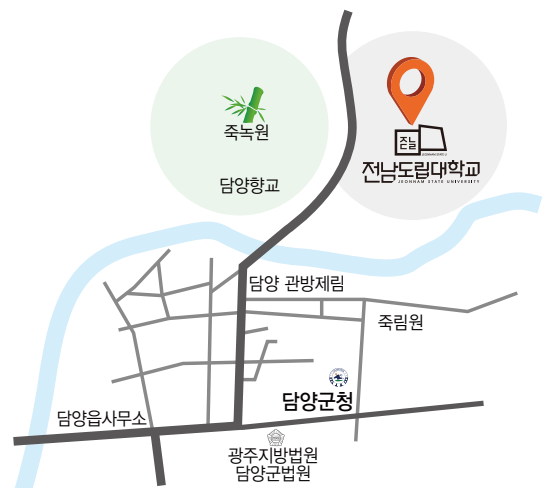 죽녹원
담양향교
전남도립대학교
JEONNAM STATE UNIVERSITY
담양 관방제림
죽림원
담양군청
담양읍사무소
광주지방법원
담양군법원